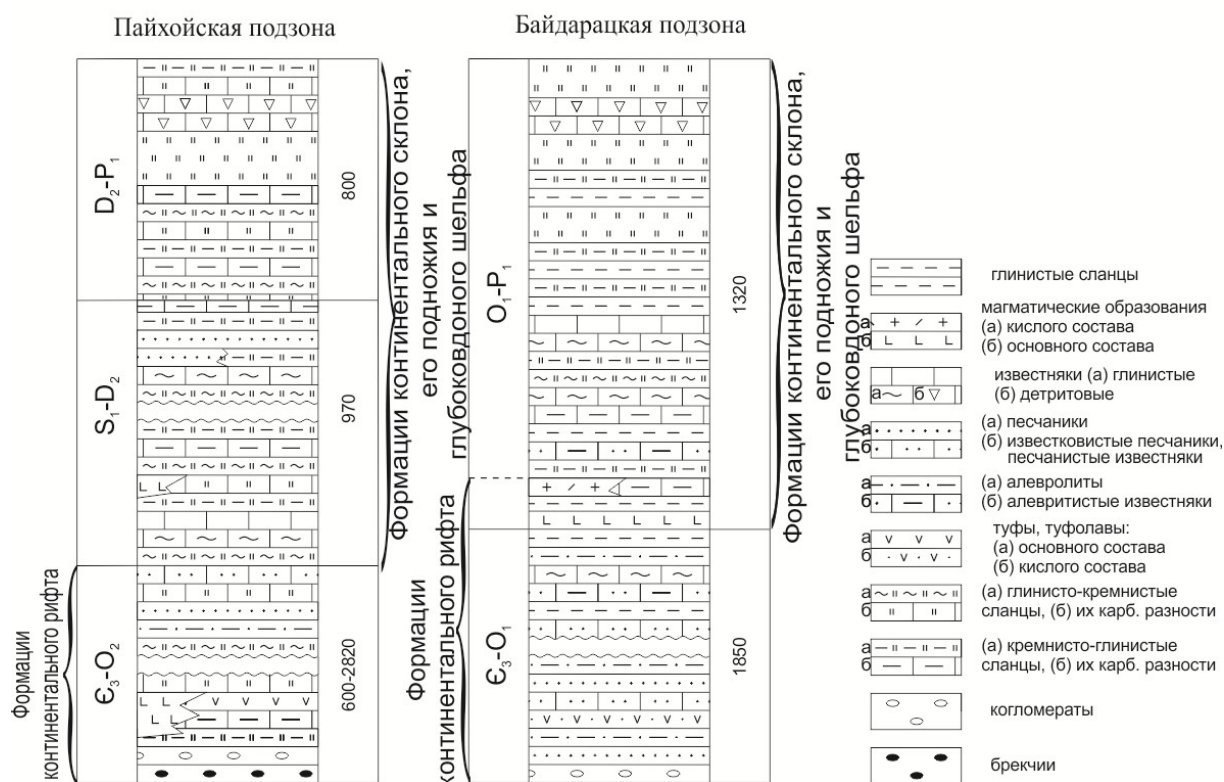 Пайхойская подзона
Байдарацкая подзона
D₂-P₁
800
S₁-D₂
970
Є₃-O₂
600-2820
Формации континентального склона,
его подножия и
глубоковдоного шельфа
Формации
континентального рифта
O₁-P₁
1320
Є₃-O₁
1850
Формации континентального склона,
его подножия и
глубоковдоного шельфа
Формации
континентального рифта
глинистые сланцы
магматические образования
а (а) кислого состава
б (б) основного состава
известняки (а) глинистые
а б (б) детритовые
а (а) песчаники
б (б) известковистые песчаники,
песчанистые известняки
а (а) алевролиты
б (б) алевритистые известняки
туфы, туфолавы:
а (а) основного состава
б (б) кислого состава
а (а) глинисто-кремнистые
б сланцы, (б) их карб. разности
а (а) кремнисто-глинистые
б сланцы, (б) их карб. разности
когломераты
брекчии